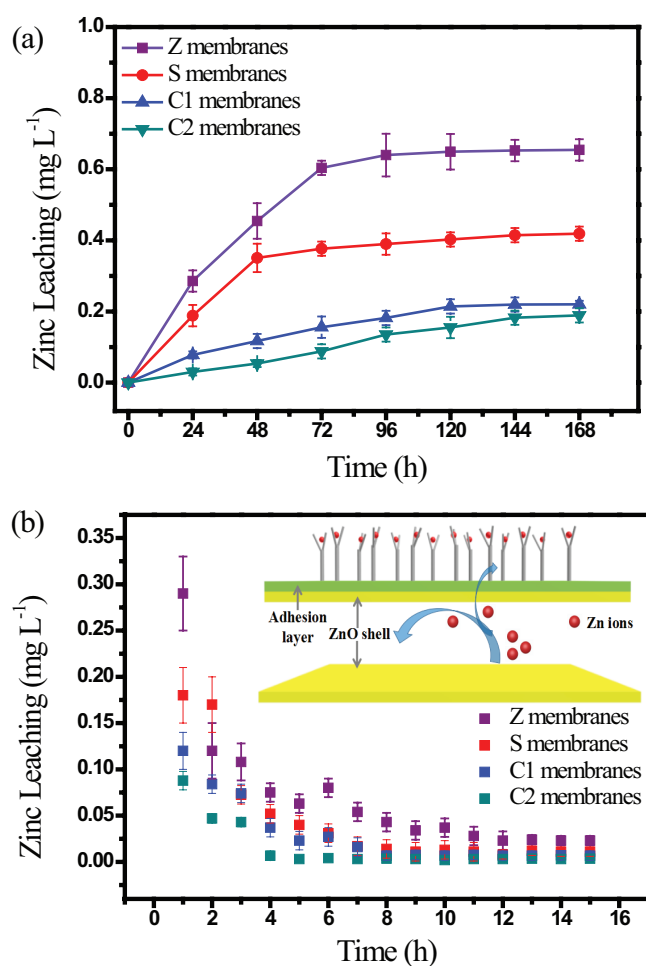 (a)
1.0
0.8
0.6
0.4
0.2
0.0
Zinc Leaching (mg L⁻¹)
Z membranes
S membranes
C1 membranes
C2 membranes
0 24 48 72 96 120 144 168
Time (h)
(b)
0.35
0.30
0.25
0.20
0.15
0.10
0.05
0.00
Zinc Leaching (mg L⁻¹)
Adhesion
layer
ZnO shell
Zn ions
Z membranes
S membranes
C1 membranes
C2 membranes
0 2 4 6 8 10 12 14 16
Time (h)